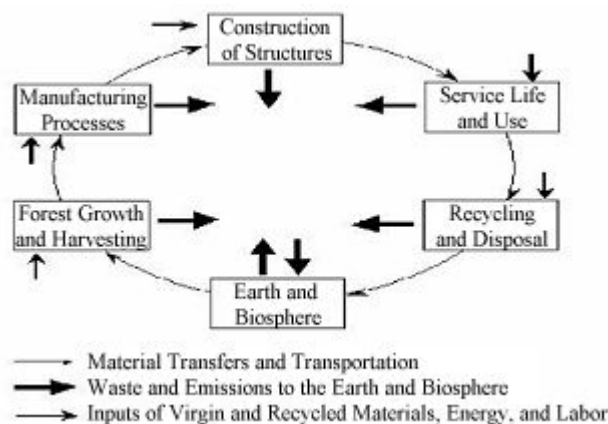 Construction
of Structures
Manufacturing
Processes
Service Life
and Use
Forest Growth
and Harvesting
Recycling
and Disposal
Earth and
Biosphere
Material Transfers and Transportation
Waste and Emissions to the Earth and Biosphere
Inputs of Virgin and Recycled Materials, Energy, and Labor